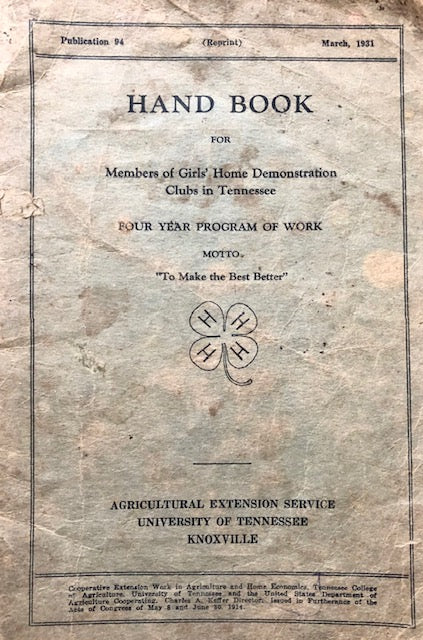 Publication 94 (Reprint) March, 1931
HAND BOOK
FOR
Members of Girls' Home Demonstration
Clubs in Tennessee
FOUR YEAR PROGRAM OF WORK
MOTTO
"To Make the Best Better"
H H
H H
AGRICULTURAL EXTENSION SERVICE
UNIVERSITY OF TENNESSEE
KNOXVILLE
Cooperative Extension Work in Agriculture and Home Economics, Tennessee College
of Agriculture, University of Tennessee and the United States Department of
Agriculture Cooperating. Charles A. Keffer Director. Issued in Furtherance of the
Acts of Congress of May 8 and June 30, 1914.